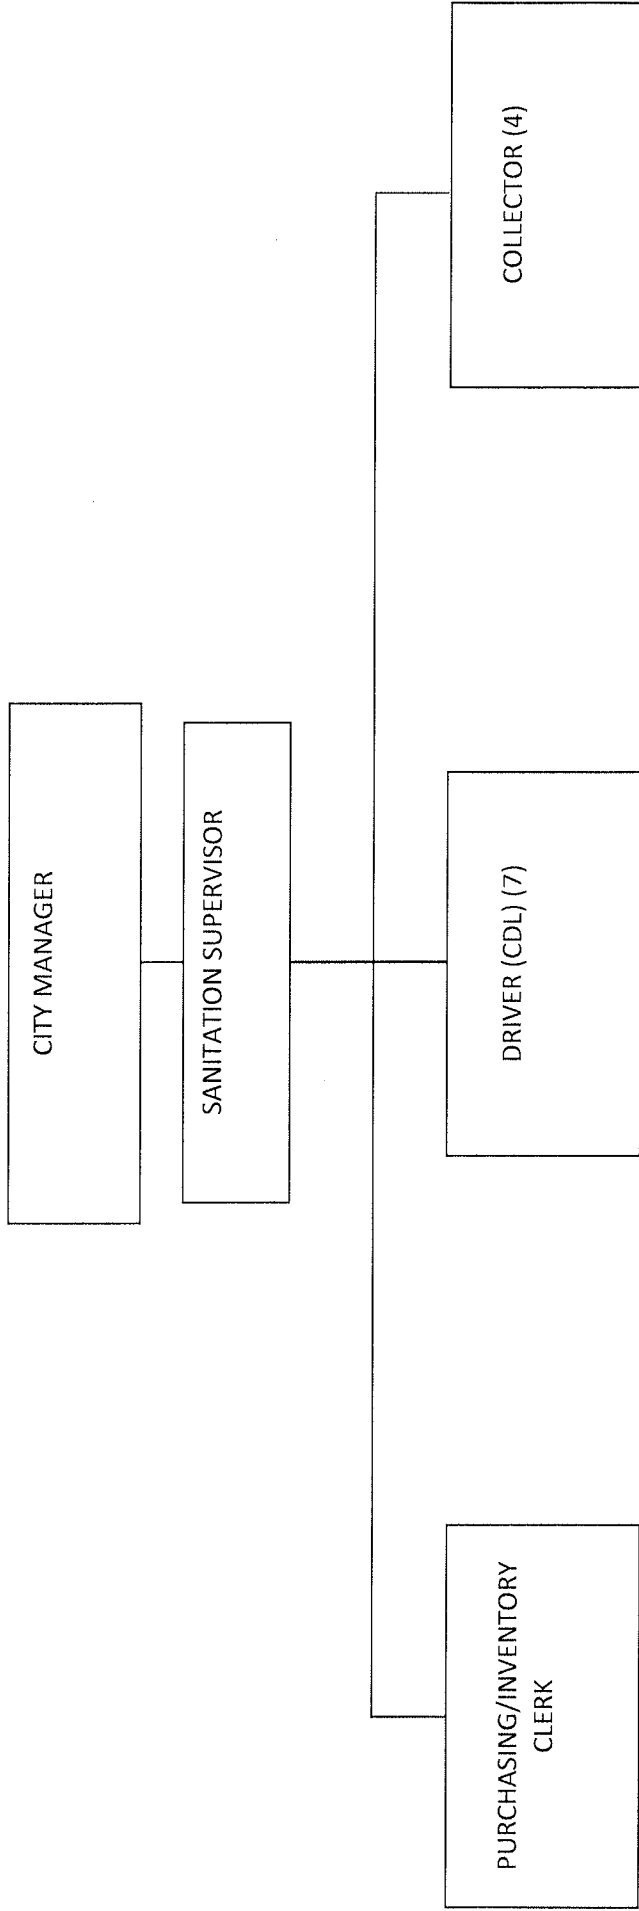 CITY MANAGER
SANITATION SUPERVISOR
PURCHASING/INVENTORY
CLERK
DRIVER (CDL) (7)
COLLECTOR (4)